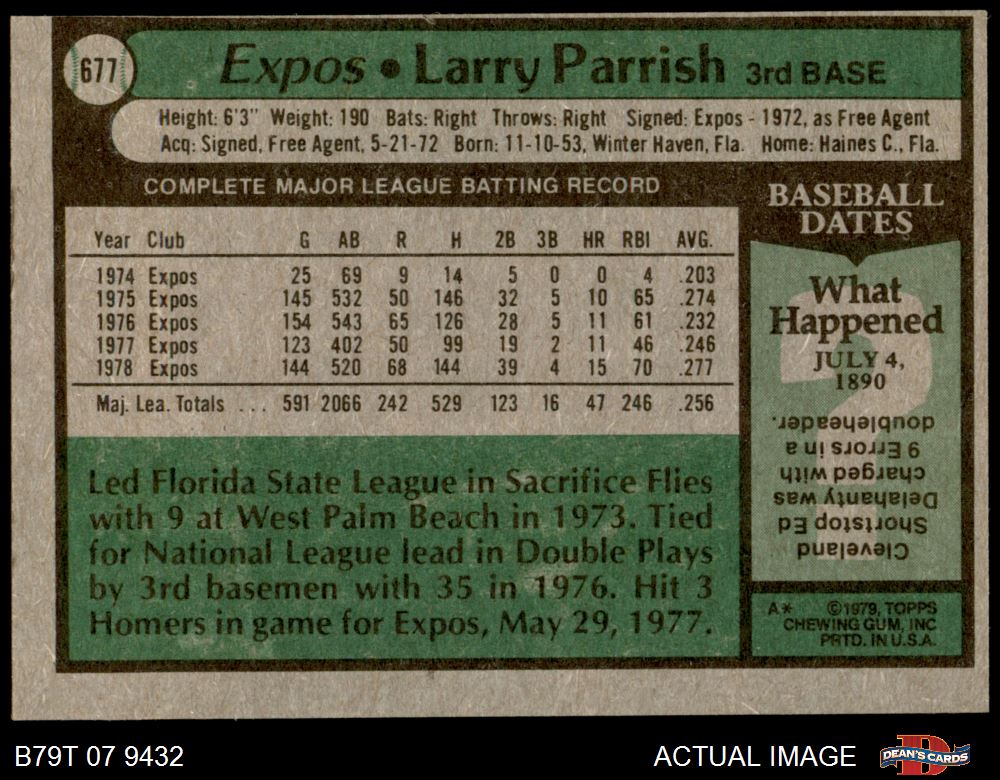 677
Expos • Larry Parrish 3rd BASE
Height: 6'3" Weight: 190 Bats: Right Throws: Right Signed: Expos - 1972, as Free Agent
Acq: Signed, Free Agent, 5-21-72 Born: 11-10-53, Winter Haven, Fla. Home: Haines C., Fla.
COMPLETE MAJOR LEAGUE BATTING RECORD
Year Club G AB R H 2B 3B HR RBI AVG.
1974 Expos 25 69 9 14 5 0 0 4 .203
1975 Expos 145 532 50 146 32 5 10 65 .274
1976 Expos 154 543 65 126 28 5 11 61 .232
1977 Expos 123 402 50 99 19 2 11 46 .246
1978 Expos 144 520 68 144 39 4 15 70 .277
Maj. Lea. Totals ... 591 2066 242 529 123 16 47 246 .256
Led Florida State League in Sacrifice Flies
with 9 at West Palm Beach in 1973. Tied
for National League lead in Double Plays
by 3rd basemen with 35 in 1976. Hit 3
Homers in game for Expos, May 29, 1977.
BASEBALL
DATES
What
Happened
JULY 4,
1890
Cleveland
Shortstop Ed
Delahanty was
charged with
9 Errors in a
doubleheader.
A* ©1979, TOPPS
CHEWING GUM, INC
PRTD. IN U.S.A.
B79T 07 9432
ACTUAL IMAGE
DEAN'S CARDS